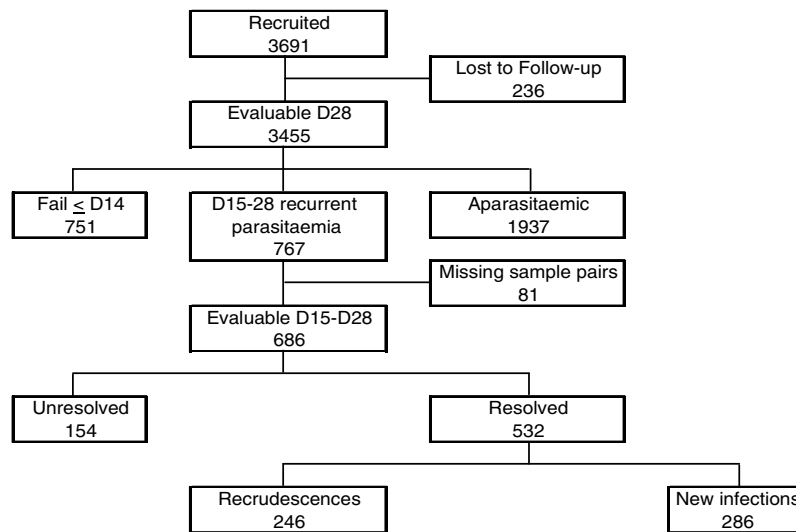 Recruited
3691
Lost to Follow-up
236
Evaluable D28
3455
Fail ≤ D14
751
D15-28 recurrent
parasitaemia
767
Aparasitaemic
1937
Missing sample pairs
81
Evaluable D15-D28
686
Unresolved
154
Resolved
532
Recrudescences
246
New infections
286